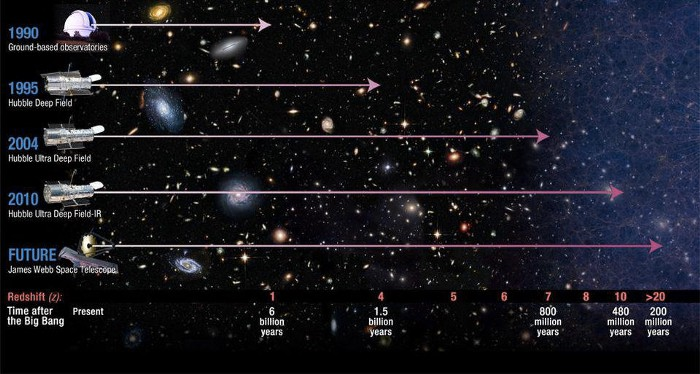 1990
Ground-based observatories
1995
Hubble Deep Field
2004
Hubble Ultra Deep Field
2010
Hubble Ultra Deep Field-IR
FUTURE
James Webb Space Telescope
Redshift (z): 1 4 5 6 7 8 10 >20
Time after the Big Bang
Present
6 billion years
1.5 billion years
800 million years
480 million years
200 million years